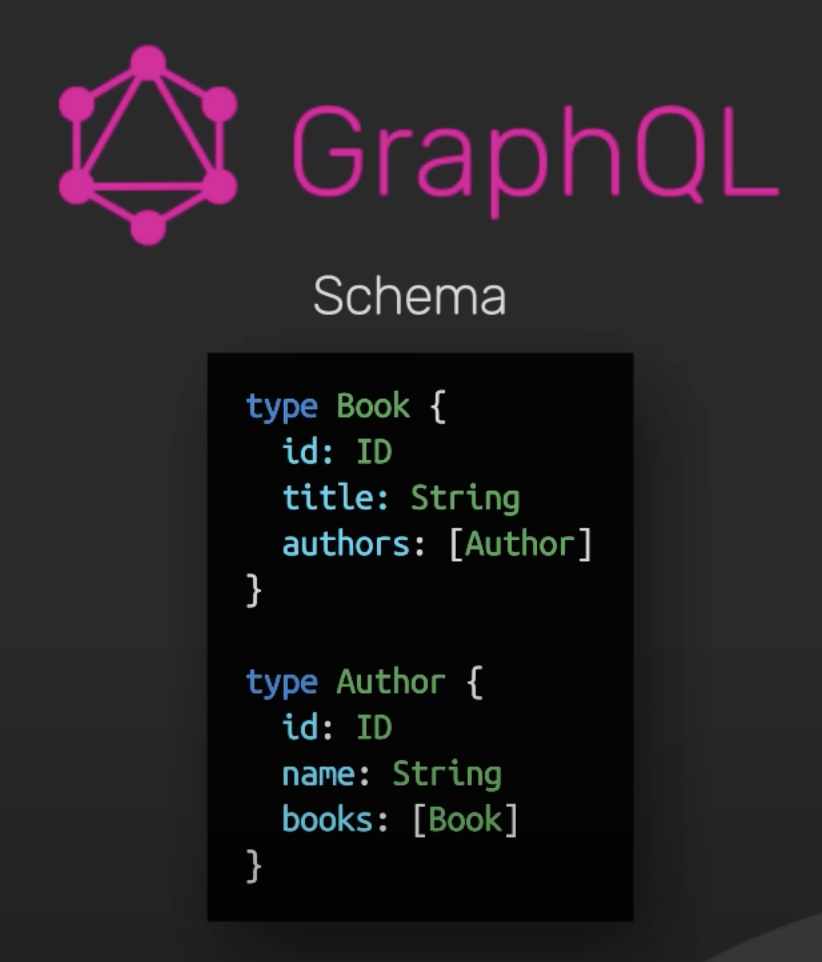 GraphQL
Schema
type Book {
  id: ID
  title: String
  authors: [Author]
}
type Author {
  id: ID
  name: String
  books: [Book]
}